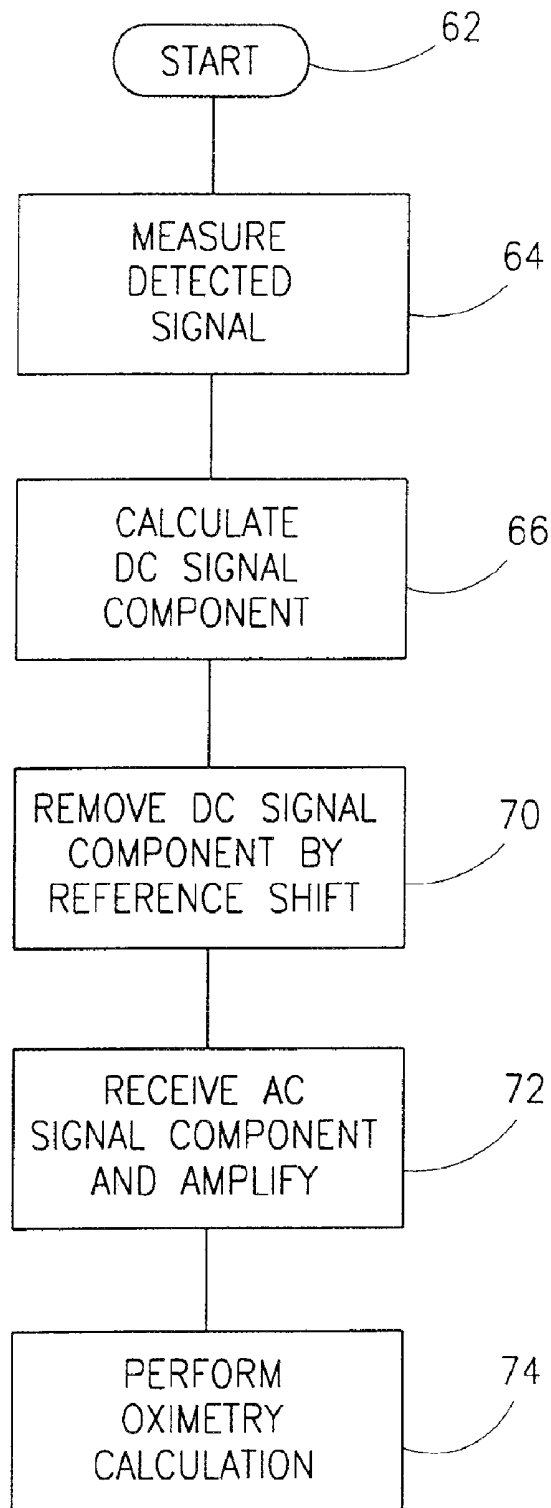 62
START
MEASURE
DETECTED
SIGNAL
64
CALCULATE
DC SIGNAL
COMPONENT
66
REMOVE DC SIGNAL
COMPONENT BY
REFERENCE SHIFT
70
RECEIVE AC
SIGNAL COMPONENT
AND AMPLIFY
72
PERFORM
OXIMETRY
CALCULATION
74